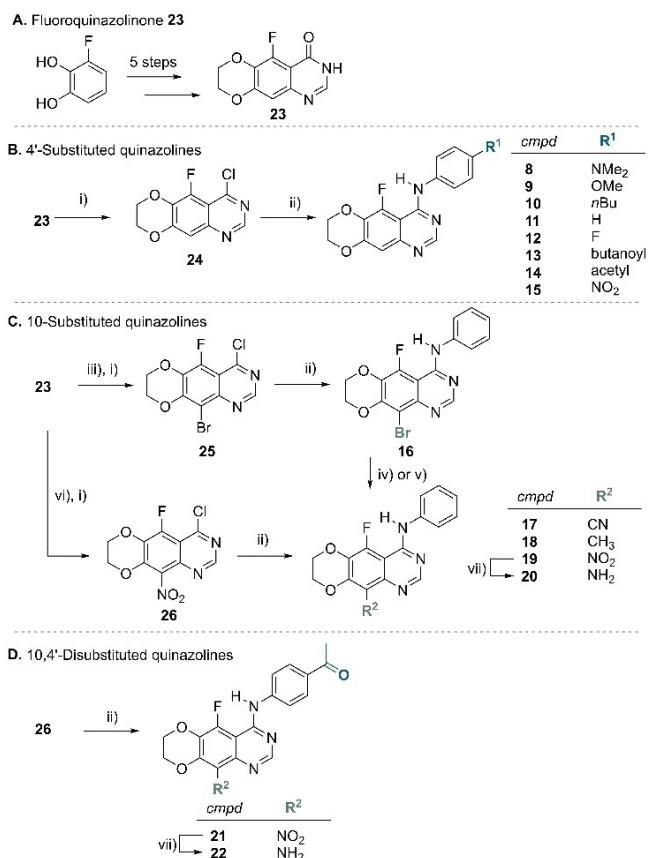 A. Fluoroquinazolinone 23
F
HO
HO
5 steps
F O
O
NH
O
N
23
B. 4'-Substituted quinazolines
cmpd R¹
8 NMe₂
9 OMe
10 nBu
11 H
12 F
13 butanoyl
14 acetyl
15 NO₂
23
i)
F Cl
O
N
O
N
24
ii)
R¹
H
N
F
O
N
O
N
C. 10-Substituted quinazolines
23
iii), i)
F Cl
O
N
O
N
Br
25
ii)
H
N
F
O
N
O
N
Br
16
iv) or v)
vi), i)
F Cl
O
N
O
N
NO₂
26
ii)
H
N
F
O
N
O
N
R²
cmpd R²
17 CN
18 CH₃
19 NO₂
vii) 20 NH₂
D. 10,4'-Disubstituted quinazolines
26
ii)
O
H
N
F
O
N
O
N
R²
cmpd R²
21 NO₂
vii) 22 NH₂